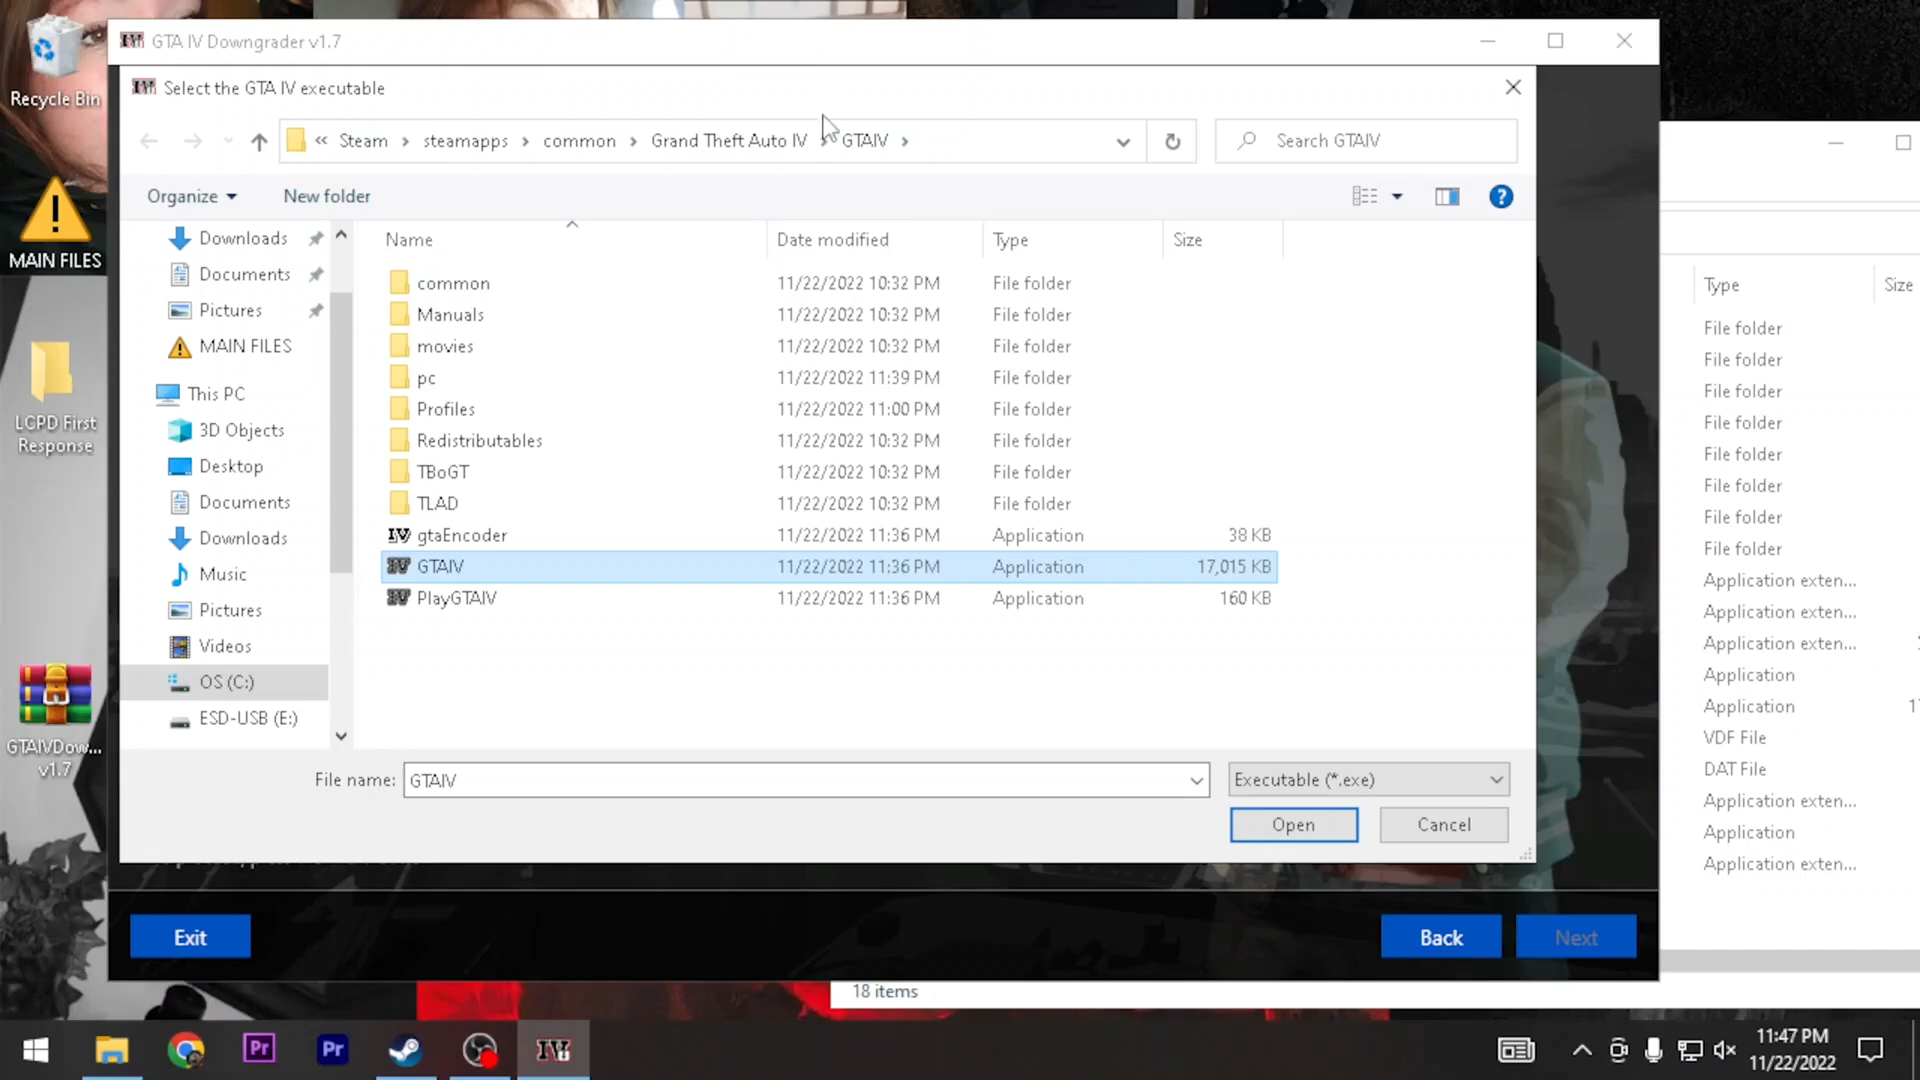 Recycle Bin
MAIN FILES
LCPD First
Response
GTAIVDow...
v1.7
GTA IV Downgrader v1.7
Select the GTA IV executable
« Steam › steamapps › common › Grand Theft Auto IV › GTAIV ›
Search GTAIV
Organize
New folder
Downloads
Documents
Pictures
MAIN FILES
This PC
3D Objects
Desktop
Documents
Downloads
Music
Pictures
Videos
OS (C:)
ESD-USB (E:)
Name Date modified Type Size
common 11/22/2022 10:32 PM File folder
Manuals 11/22/2022 10:32 PM File folder
movies 11/22/2022 10:32 PM File folder
pc 11/22/2022 11:39 PM File folder
Profiles 11/22/2022 11:00 PM File folder
Redistributables 11/22/2022 10:32 PM File folder
TBoGT 11/22/2022 10:32 PM File folder
TLAD 11/22/2022 10:32 PM File folder
gtaEncoder 11/22/2022 11:36 PM Application 38 KB
GTAIV 11/22/2022 11:36 PM Application 17,015 KB
PlayGTAIV 11/22/2022 11:36 PM Application 160 KB
File name: GTAIV
Executable (*.exe)
Open
Cancel
Exit
Back
Next
Type Size
File folder
File folder
File folder
File folder
File folder
File folder
File folder
File folder
Application exten...
Application exten...
Application exten...
Application
Application
VDF File
DAT File
Application exten...
Application
Application exten...
18 items
Pr
Pr
11:47 PM
11/22/2022